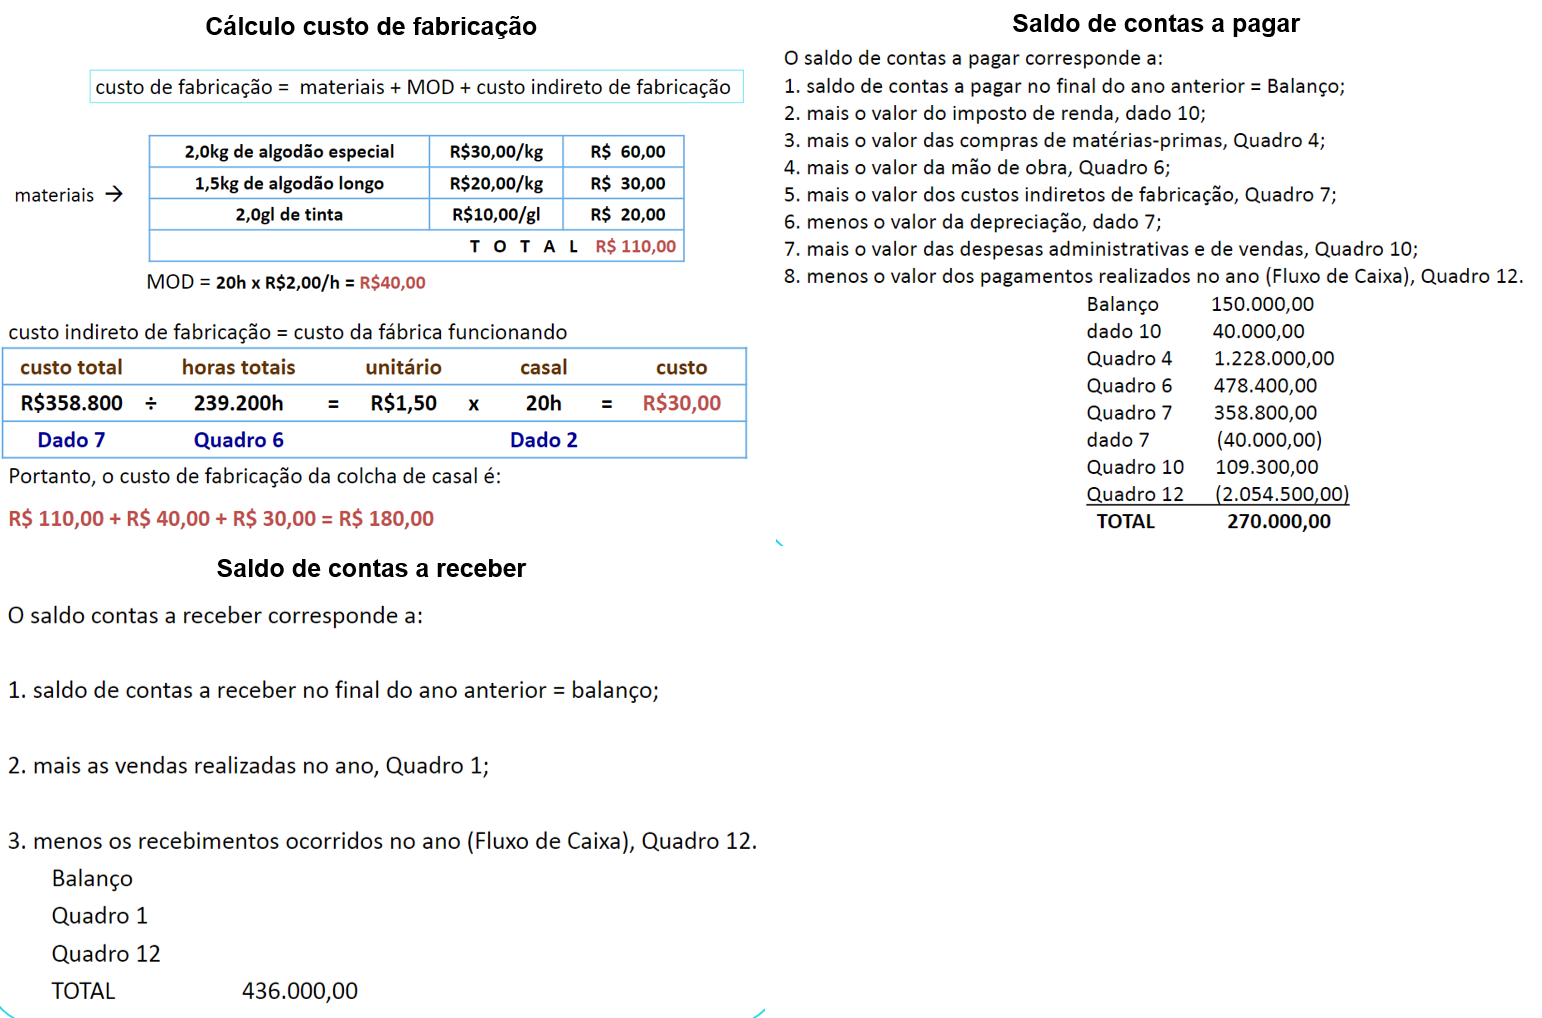 Cálculo custo de fabricação
custo de fabricação = materiais + MOD + custo indireto de fabricação
materiais →
2,0kg de algodão especial R$30,00/kg R$ 60,00
1,5kg de algodão longo R$20,00/kg R$ 30,00
2,0gl de tinta R$10,00/gl R$ 20,00
T O T A L R$ 110,00
MOD = 20h x R$2,00/h = R$40,00
custo indireto de fabricação = custo da fábrica funcionando
custo total horas totais unitário casal custo
R$358.800 ÷ 239.200h = R$1,50 x 20h = R$30,00
Dado 7 Quadro 6 Dado 2
Portanto, o custo de fabricação da colcha de casal é:
R$ 110,00 + R$ 40,00 + R$ 30,00 = R$ 180,00
Saldo de contas a pagar
O saldo de contas a pagar corresponde a:
1. saldo de contas a pagar no final do ano anterior = Balanço;
2. mais o valor do imposto de renda, dado 10;
3. mais o valor das compras de matérias-primas, Quadro 4;
4. mais o valor da mão de obra, Quadro 6;
5. mais o valor dos custos indiretos de fabricação, Quadro 7;
6. menos o valor da depreciação, dado 7;
7. mais o valor das despesas administrativas e de vendas, Quadro 10;
8. menos o valor dos pagamentos realizados no ano (Fluxo de Caixa), Quadro 12.
Balanço 150.000,00
dado 10 40.000,00
Quadro 4 1.228.000,00
Quadro 6 478.400,00
Quadro 7 358.800,00
dado 7 (40.000,00)
Quadro 10 109.300,00
Quadro 12 (2.054.500,00)
TOTAL 270.000,00
Saldo de contas a receber
O saldo contas a receber corresponde a:
1. saldo de contas a receber no final do ano anterior = balanço;
2. mais as vendas realizadas no ano, Quadro 1;
3. menos os recebimentos ocorridos no ano (Fluxo de Caixa), Quadro 12.
Balanço
Quadro 1
Quadro 12
TOTAL 436.000,00